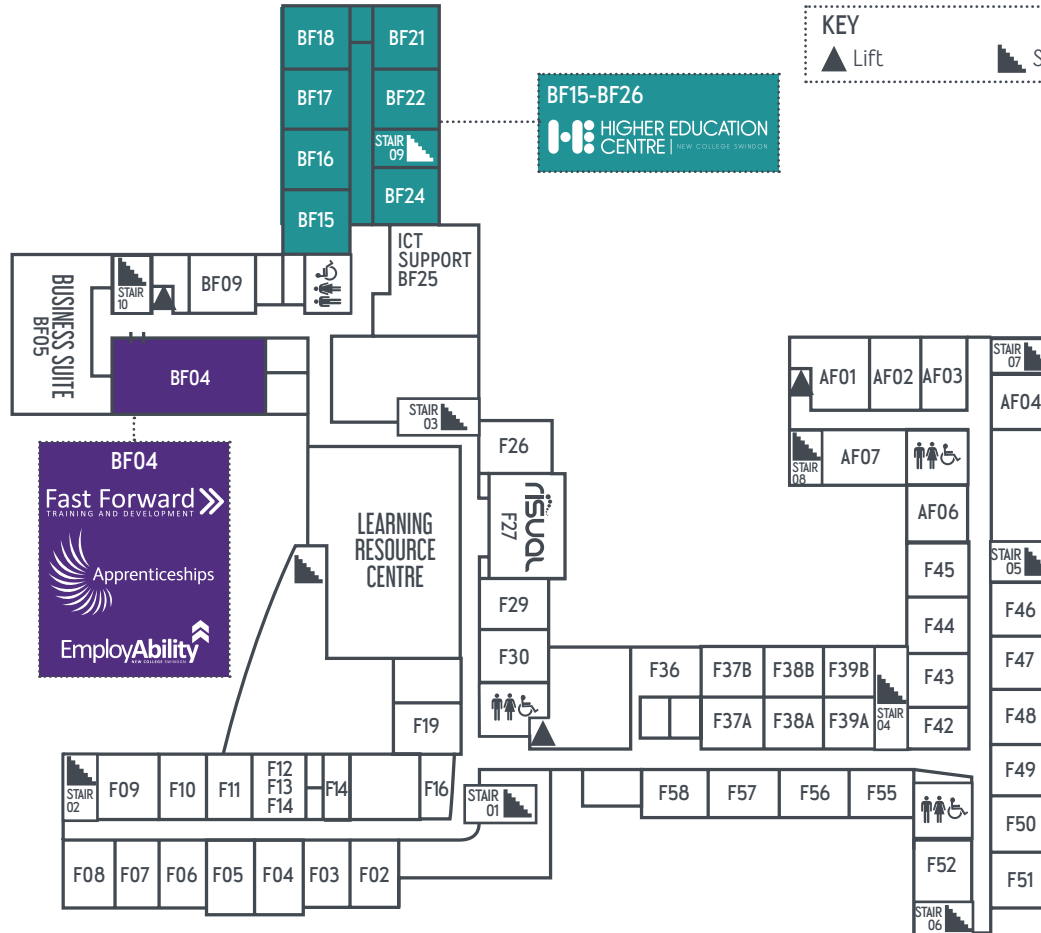 KEY
Lift
S
BF18
BF21
BF17
BF22
BF16
STAIR
09
BF15
BF24
BF15-BF26
HE HIGHER EDUCATION
CENTRE | NEW COLLEGE SWINDON
ICT
SUPPORT
BF25
BUSINESS SUITE
BF05
STAIR
10
BF09
BF04
STAIR
03
BF04
Fast Forward
TRAINING AND DEVELOPMENT
Apprenticeships
EmployAbility
NEW COLLEGE SWINDON
F26
risual
F27
LEARNING
RESOURCE
CENTRE
F29
F30
F19
AF01
AF02
AF03
STAIR
07
AF04
STAIR
08
AF07
AF06
F45
STAIR
05
F44
F46
F43
F47
F42
F48
F36
F37B
F38B
F39B
F37A
F38A
F39A
STAIR
04
F49
F50
F51
STAIR
02
F09
F10
F11
F12
F13
F14
F14
F16
STAIR
01
F58
F57
F56
F55
F52
STAIR
06
F08
F07
F06
F05
F04
F03
F02